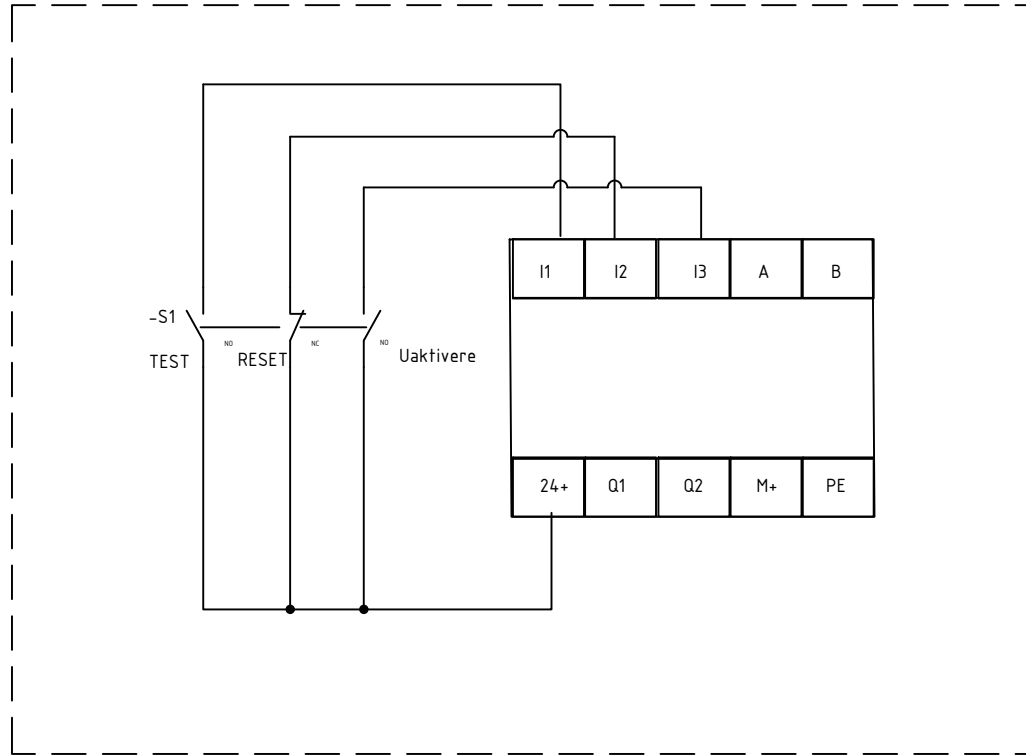 I1 I2 I3 A B
-S1
NO NC NO
TEST RESET Uaktivere
24+ Q1 Q2 M+ PE